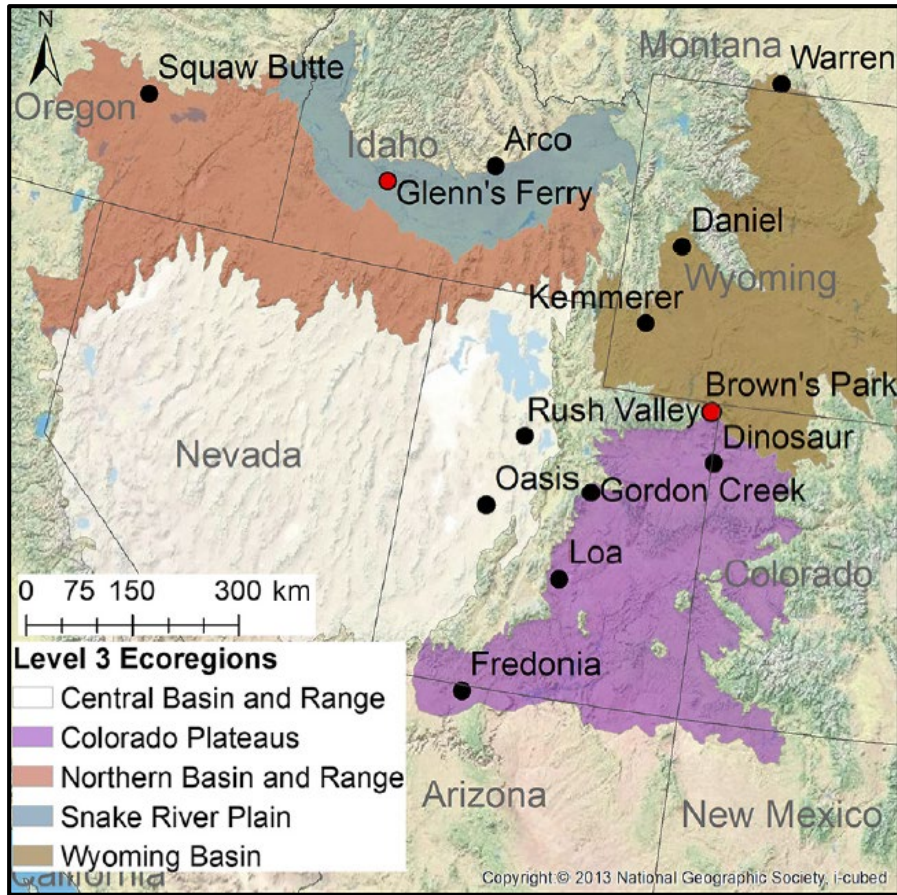 N
Montana
Warren
Squaw Butte
Oregon
Arco
Idaho
Glenn's Ferry
Daniel
Wyoming
Kemmerer
Brown's Park
Rush Valley
Dinosaur
Nevada
Oasis
Gordon Creek
Loa
Colorado
0 75 150 300 km
Level 3 Ecoregions
Central Basin and Range
Colorado Plateaus
Northern Basin and Range
Snake River Plain
Wyoming Basin
Fredonia
Arizona
New Mexico
California
Copyright:© 2013 National Geographic Society, i-cubed